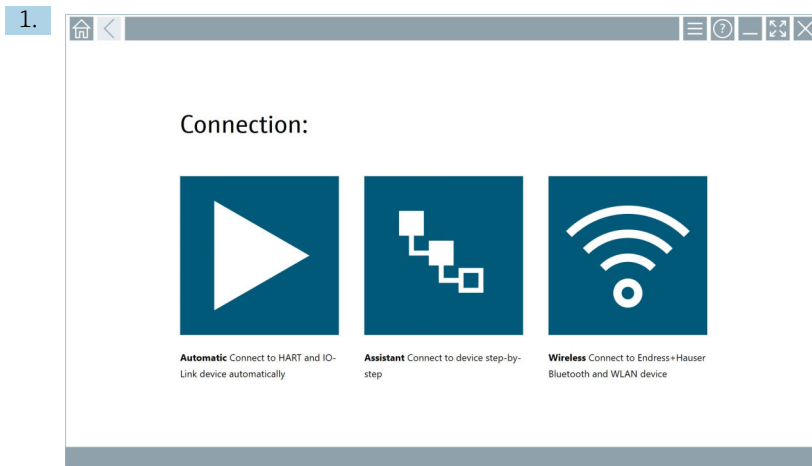 1.
Connection:
Automatic Connect to HART and IO-
Link device automatically
Assistant Connect to device step-by-
step
Wireless Connect to Endress+Hauser
Bluetooth and WLAN device